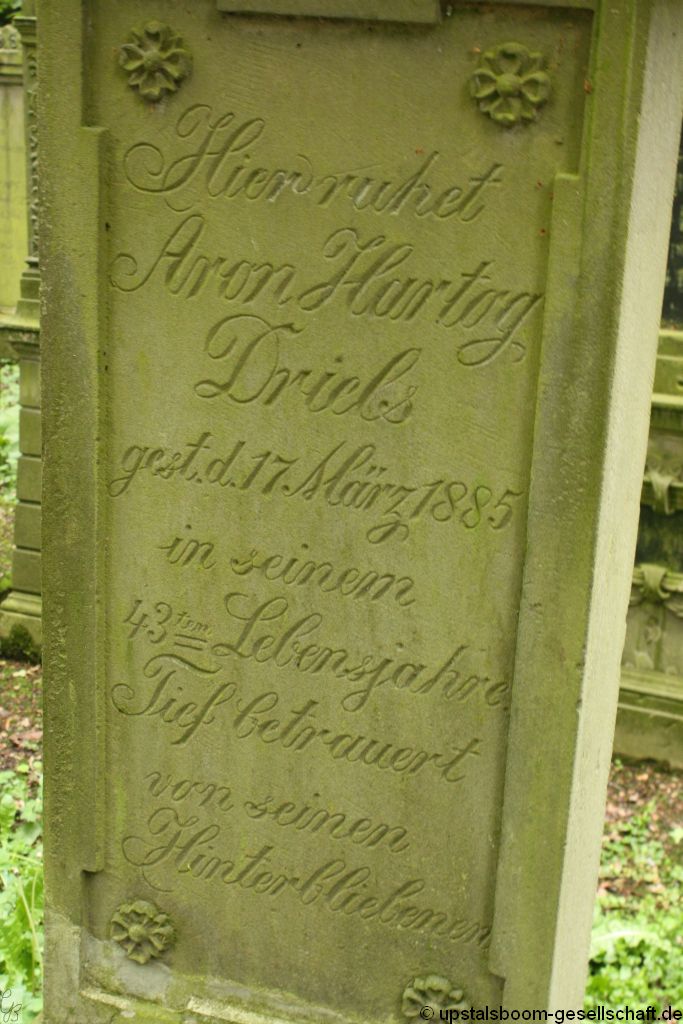 Hier ruhet
Aron Hartog
Driels
gest. d. 17 März 1885
in seinem
43ten Lebensjahre.
Tief betrauert
von seinen
Hinterbliebenen
© upstalsboom-gesellschaft.de